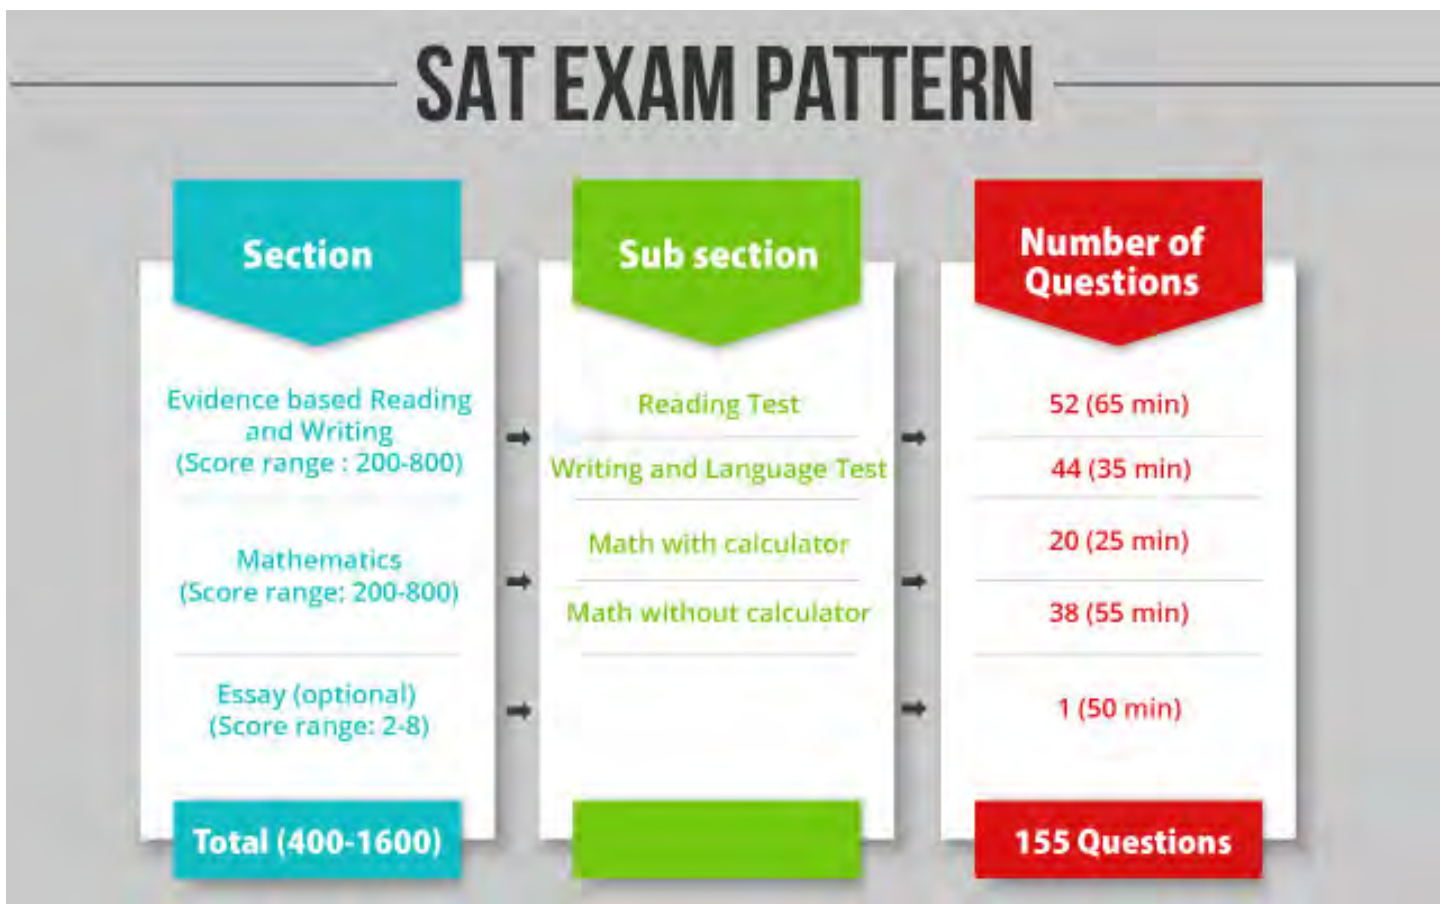 SAT EXAM PATTERN
Section
Sub section
Number of
Questions
Evidence based Reading
and Writing
(Score range : 200-800)
Reading Test
52 (65 min)
Writing and Language Test
44 (35 min)
Mathematics
(Score range: 200-800)
Math with calculator
20 (25 min)
Math without calculator
38 (55 min)
Essay (optional)
(Score range: 2-8)
1 (50 min)
Total (400-1600)
155 Questions